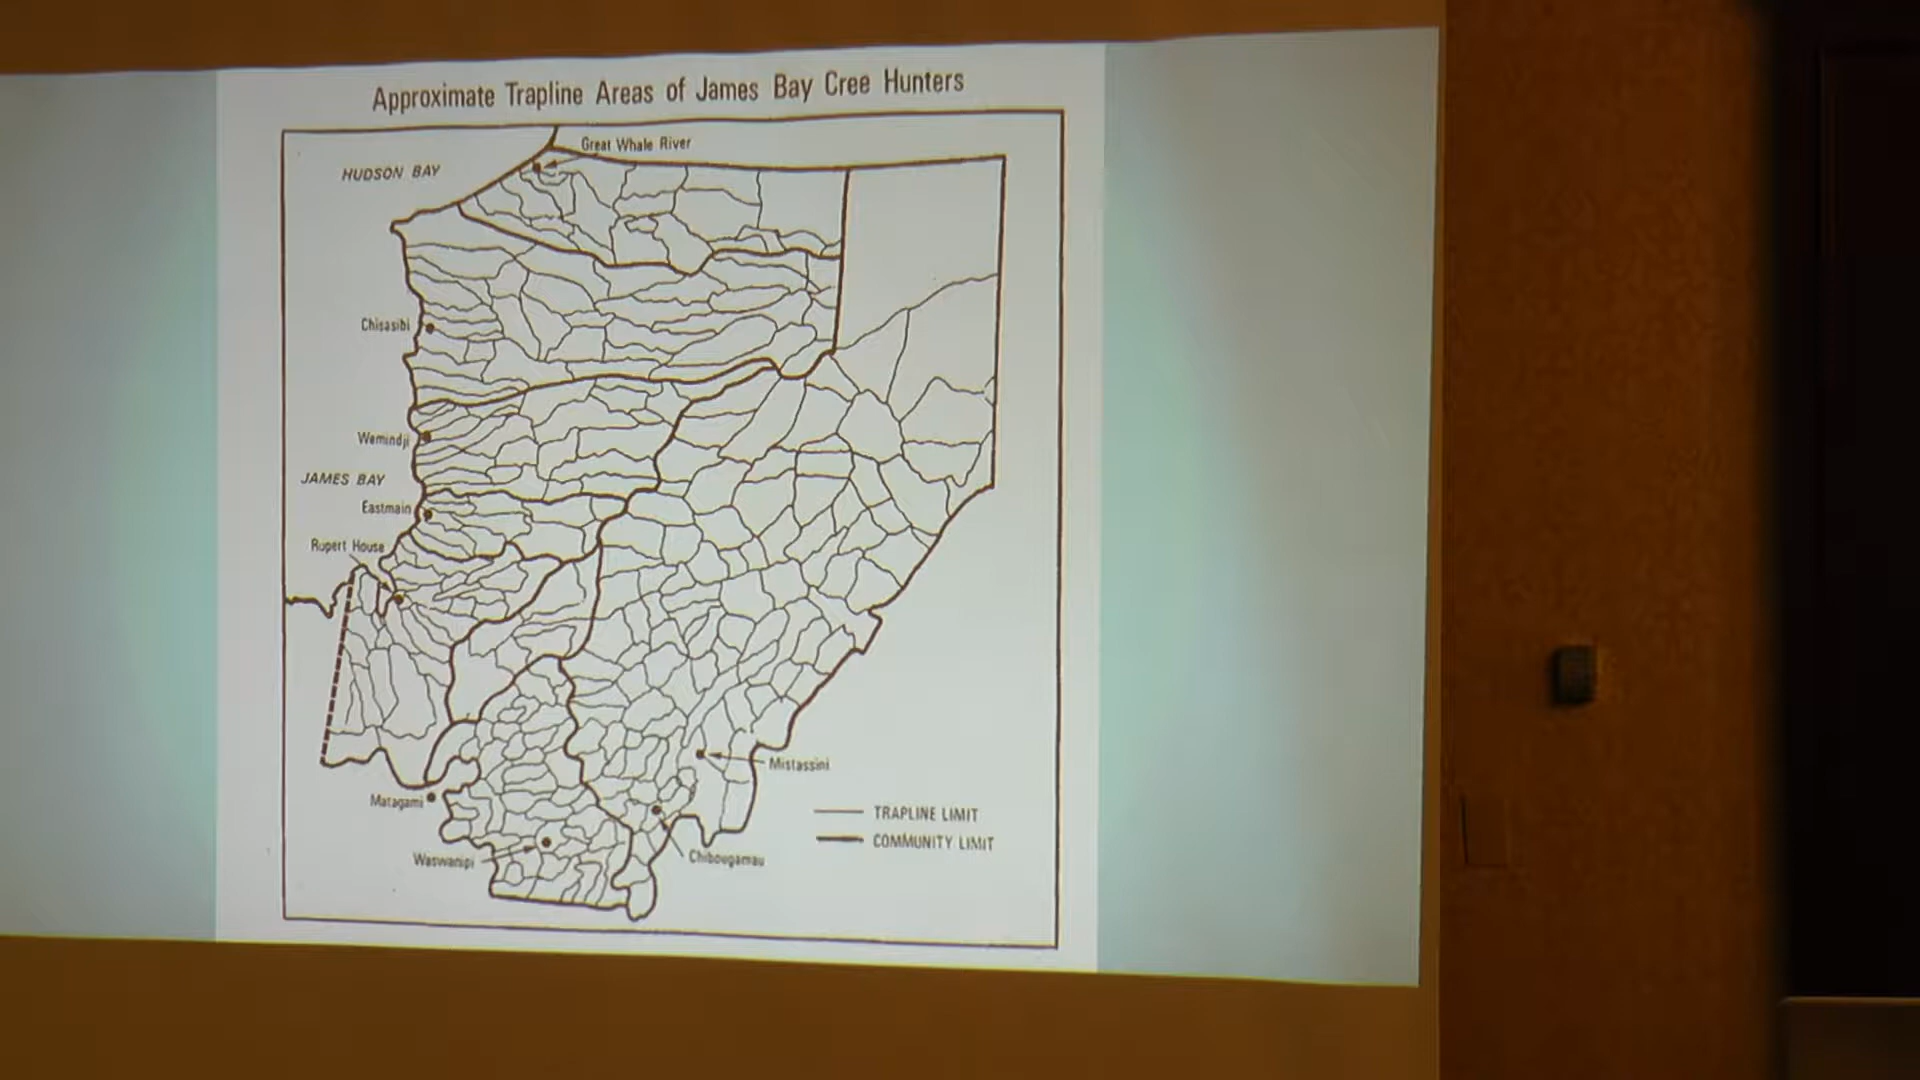 Approximate Trapline Areas of James Bay Cree Hunters
Great Whale River
HUDSON BAY
Chisasibi
Wemindji
JAMES BAY
Eastmain
Rupert House
Mistassini
Matagami
TRAPLINE LIMIT
COMMUNITY LIMIT
Waswanipi
Chibougamau